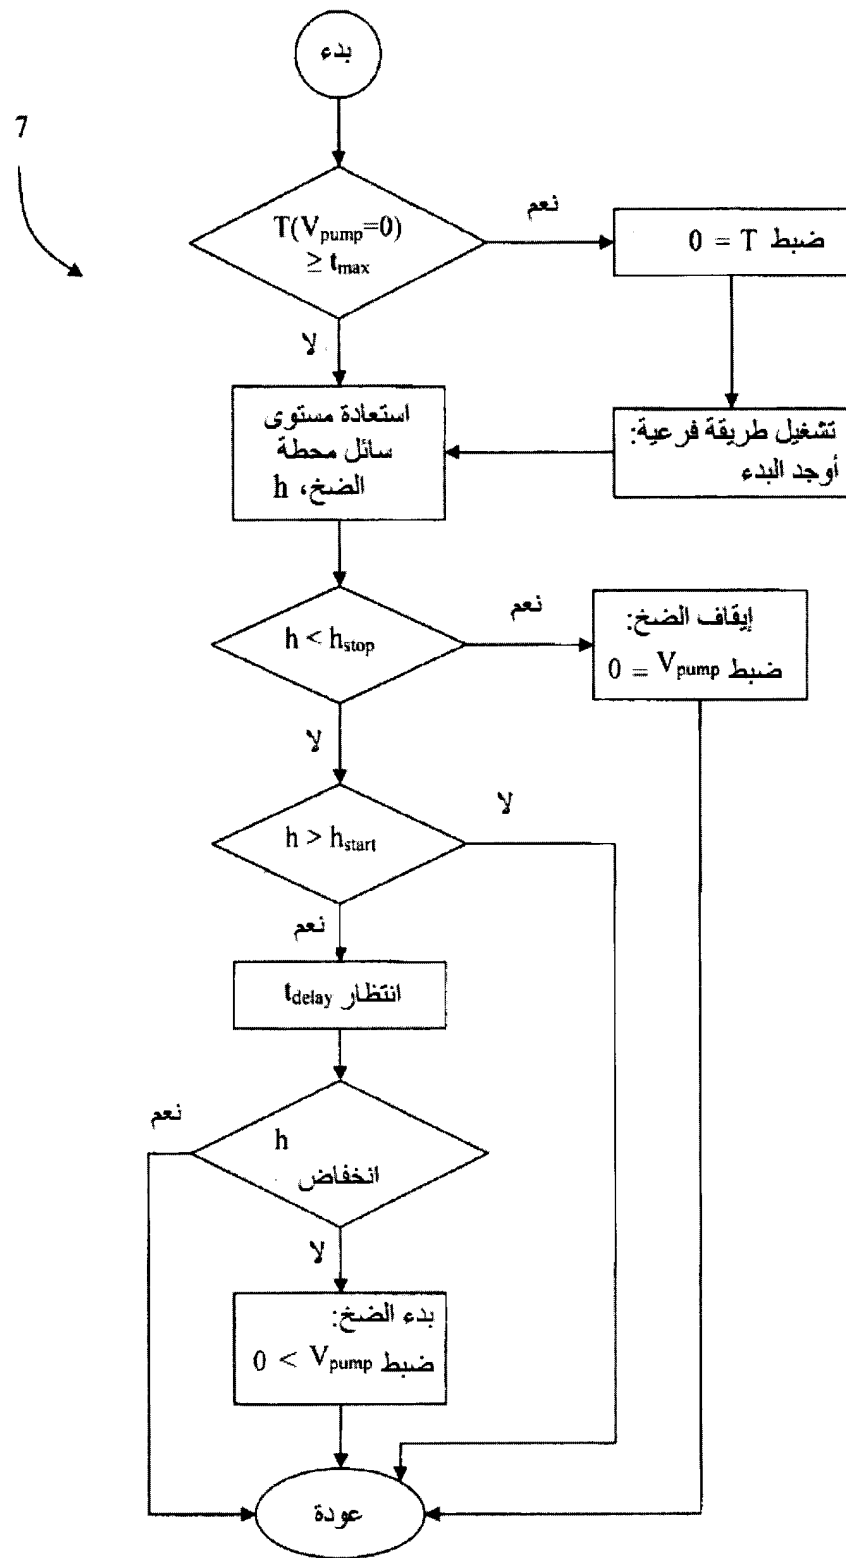 بدء
7
T(Vpump=0)
≥ tmax
نعم
ضبط T = 0
لا
استعادة مستوى
سائل محطة
الضخ، h
تشغيل طريقة فرعية:
أوجد البدء
h < hstop
نعم
إيقاف الضخ:
ضبط Vpump = 0
لا
h > hstart
لا
نعم
انتظار tdelay
نعم
h
انخفاض
لا
بدء الضخ:
ضبط Vpump > 0
عودة